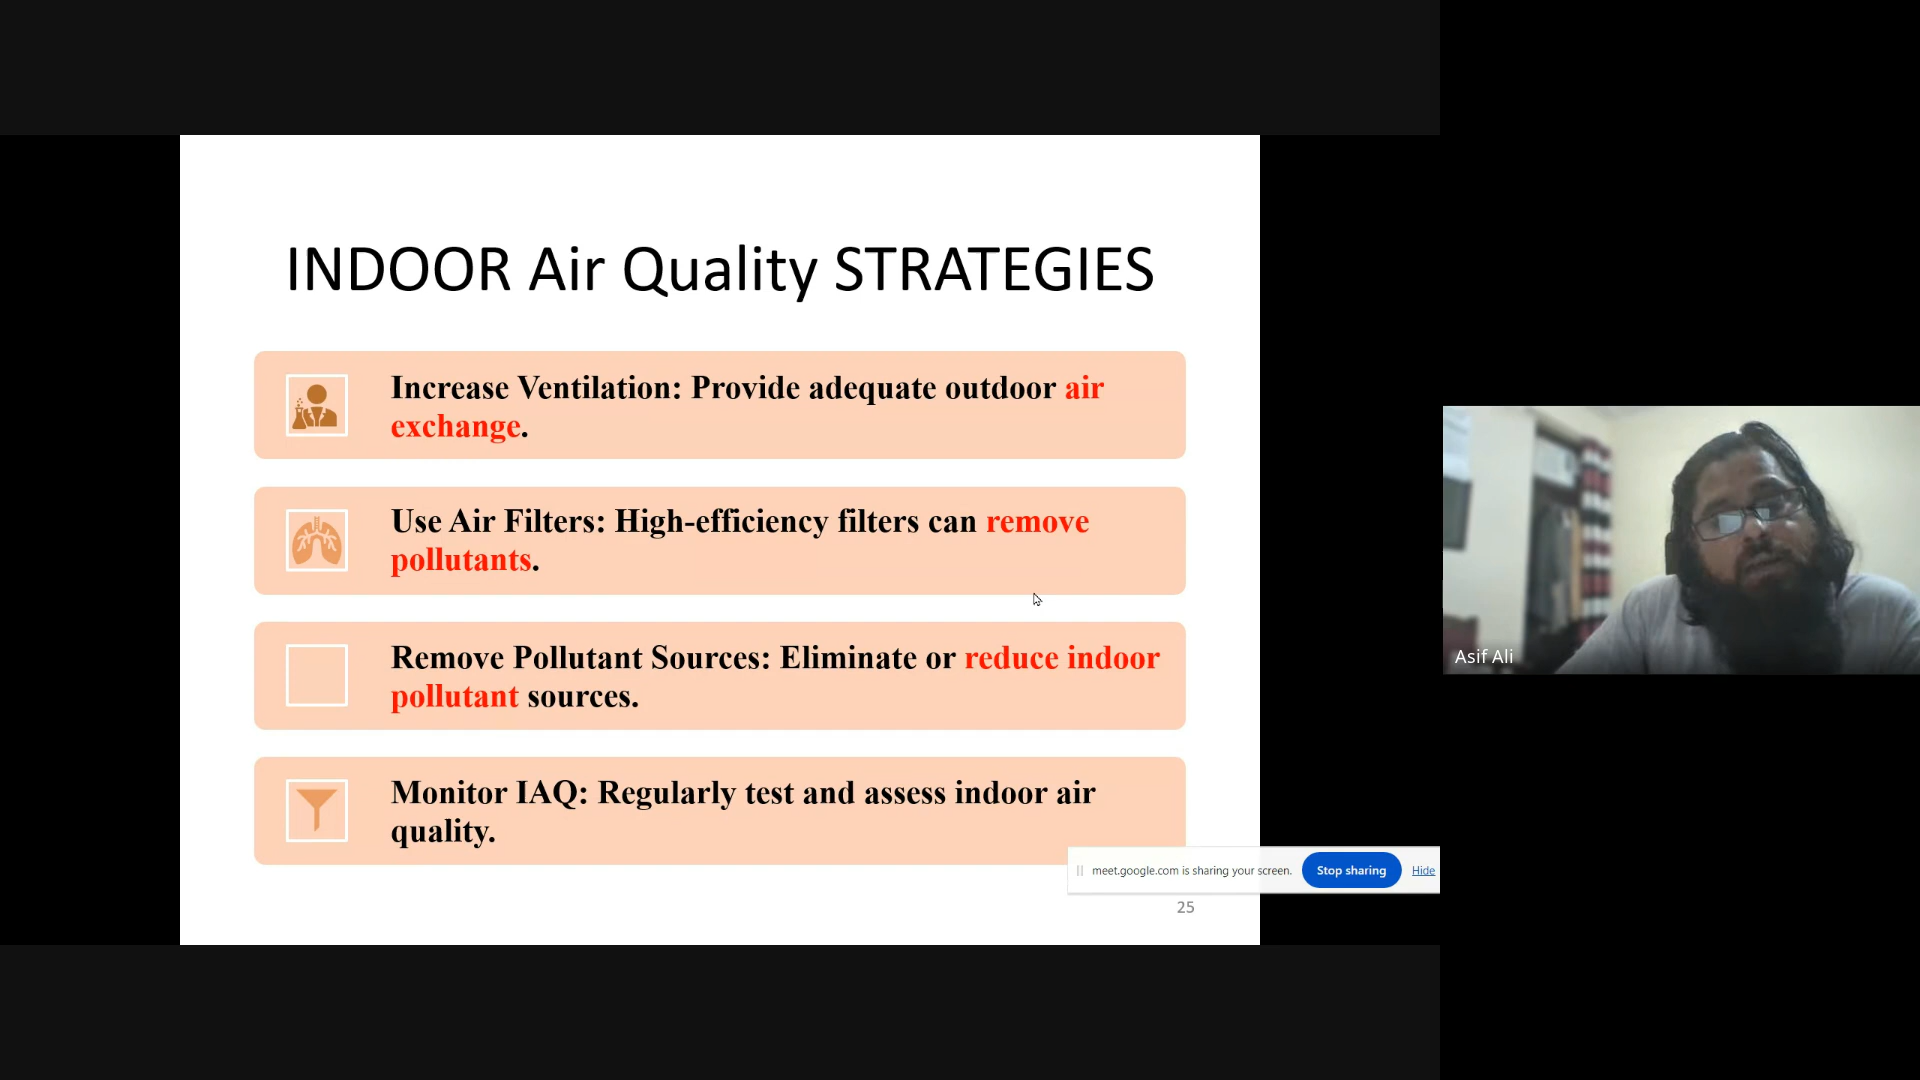 INDOOR Air Quality STRATEGIES
Increase Ventilation: Provide adequate outdoor air
exchange.
Use Air Filters: High-efficiency filters can remove
pollutants.
Remove Pollutant Sources: Eliminate or reduce indoor
pollutant sources.
Monitor IAQ: Regularly test and assess indoor air
quality.
meet.google.com is sharing your screen.
Stop sharing
Hide
25
Asif Ali